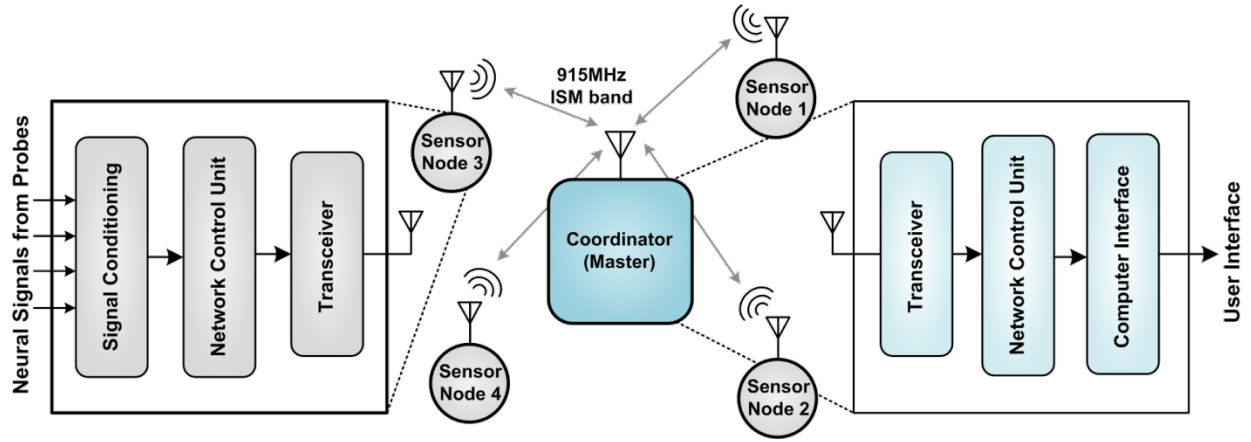 Neural Signals from Probes
Signal Conditioning
Network Control Unit
Transceiver
Sensor
Node 3
915MHz
ISM band
Sensor
Node 1
Coordinator
(Master)
Sensor
Node 4
Sensor
Node 2
Transceiver
Network Control Unit
Computer Interface
User Interface